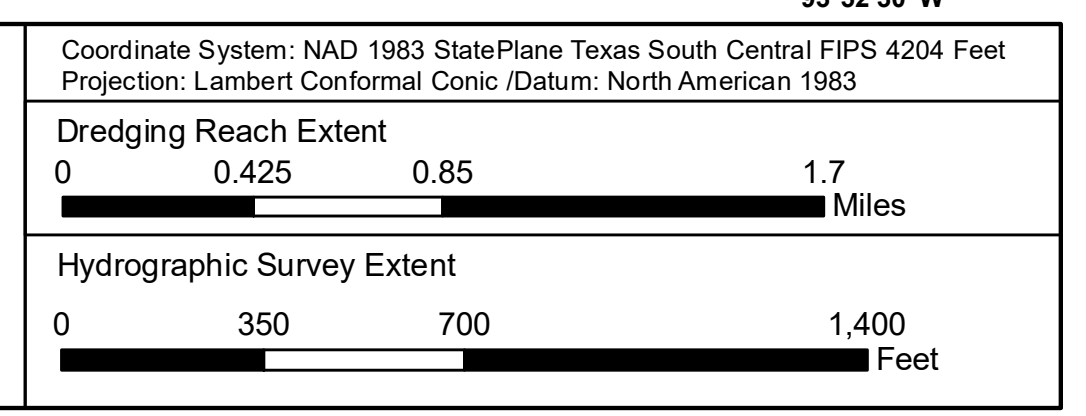 Coordinate System: NAD 1983 StatePlane Texas South Central FIPS 4204 Feet
Projection: Lambert Conformal Conic /Datum: North American 1983
Dredging Reach Extent
0 0.425 0.85 1.7
Miles
Hydrographic Survey Extent
0 350 700 1,400
Feet